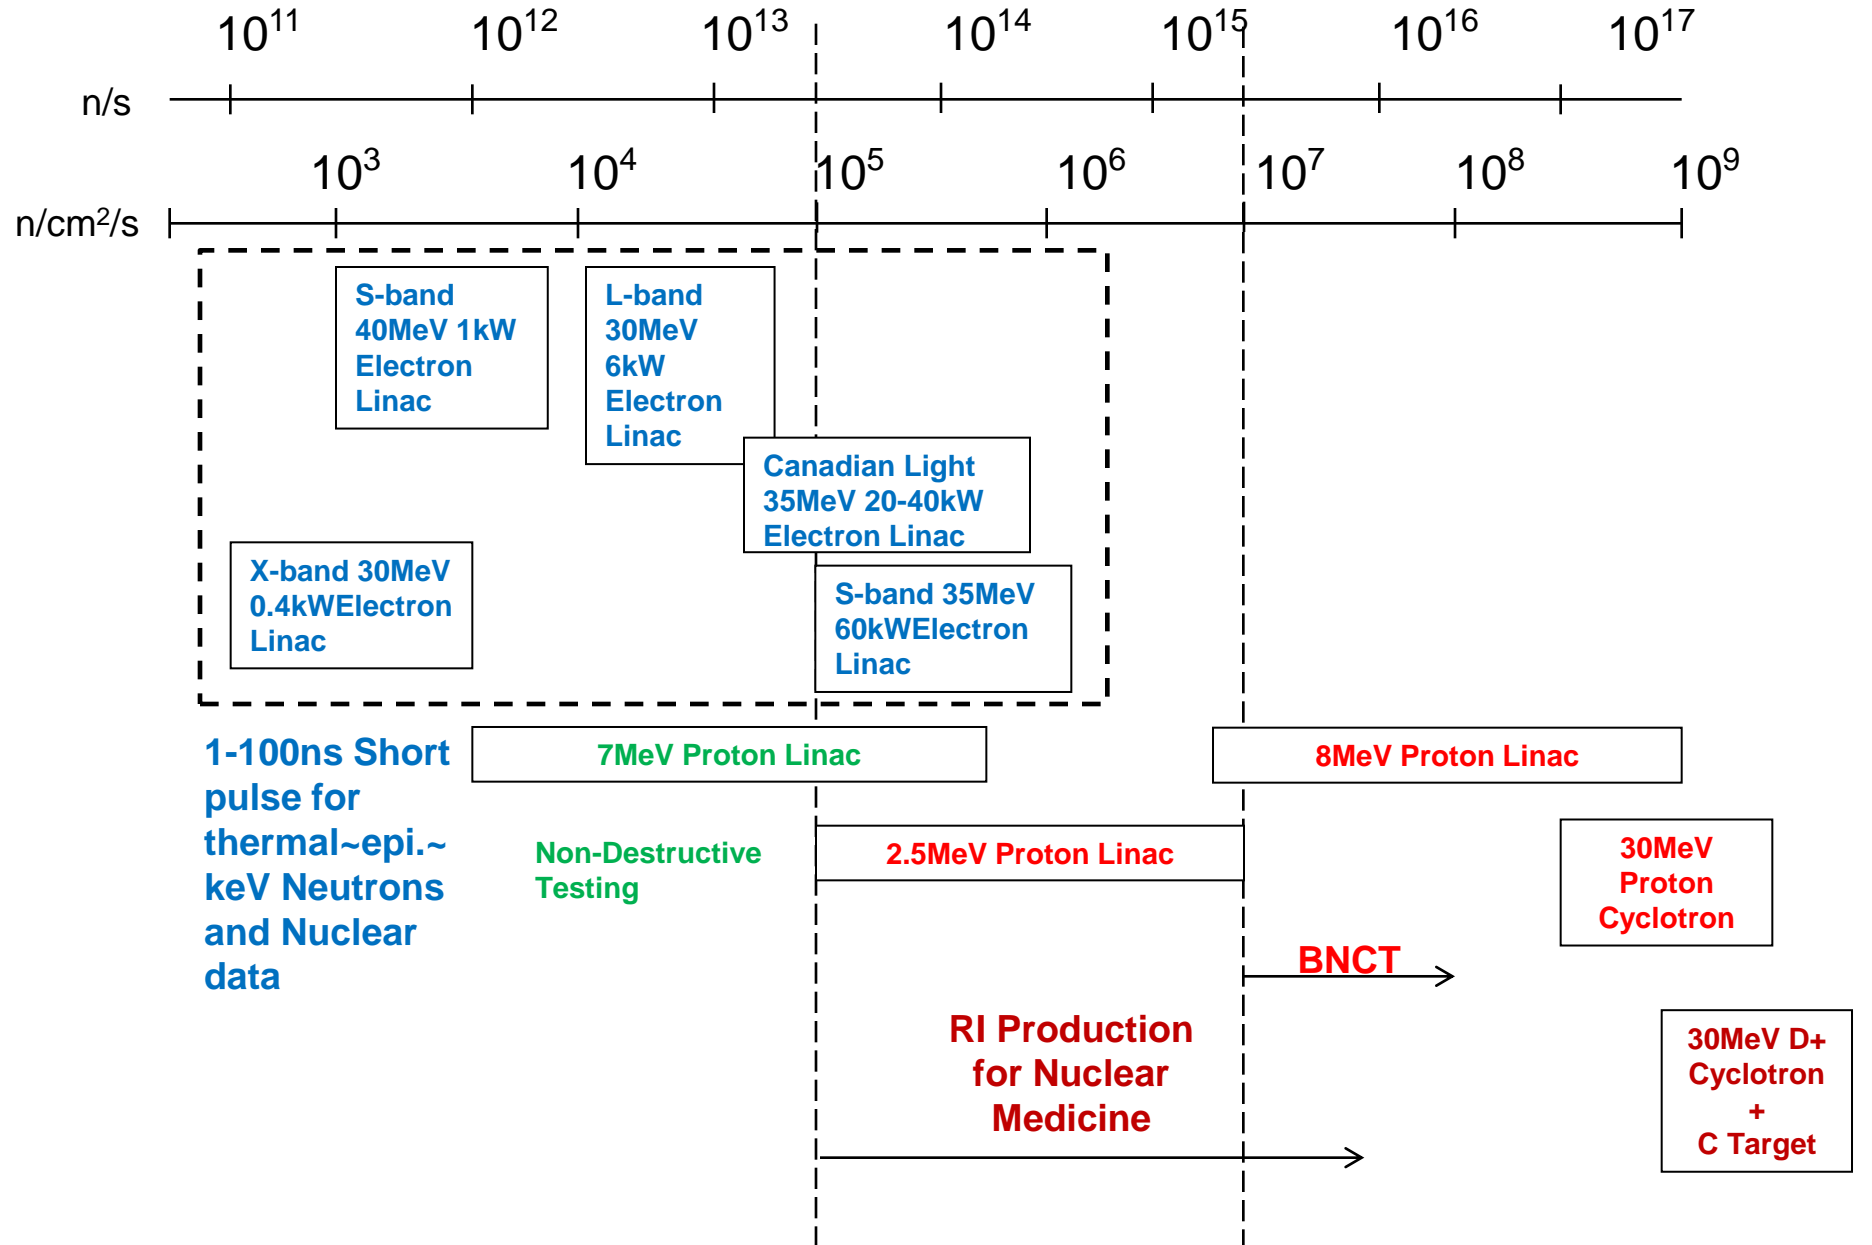 10¹¹ 10¹² 10¹³ 10¹⁴ 10¹⁵ 10¹⁶ 10¹⁷
n/s
10³ 10⁴ 10⁵ 10⁶ 10⁷ 10⁸ 10⁹
n/cm²/s
S-band
40MeV 1kW
Electron
Linac
L-band
30MeV
6kW
Electron
Linac
Canadian Light
35MeV 20-40kW
Electron Linac
X-band 30MeV
0.4kWElectron
Linac
S-band 35MeV
60kWElectron
Linac
1-100ns Short
pulse for
thermal~epi.~
keV Neutrons
and Nuclear
data
7MeV Proton Linac
8MeV Proton Linac
Non-Destructive
Testing
2.5MeV Proton Linac
30MeV
Proton
Cyclotron
BNCT
RI Production
for Nuclear
Medicine
30MeV D+
Cyclotron
+
C Target